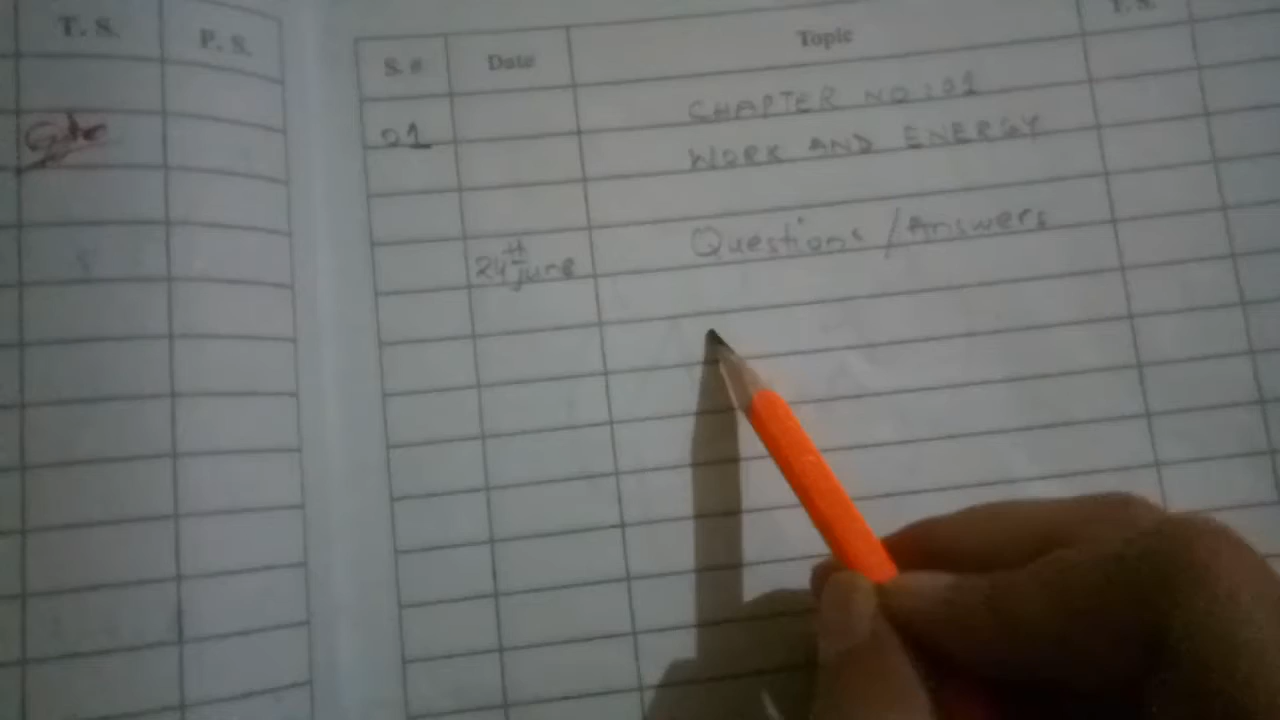 T. S. P. S.
S. # Date Topic T. S.
CHAPTER NO:01
01 WORK AND ENERGY
24th June Questions / Answers